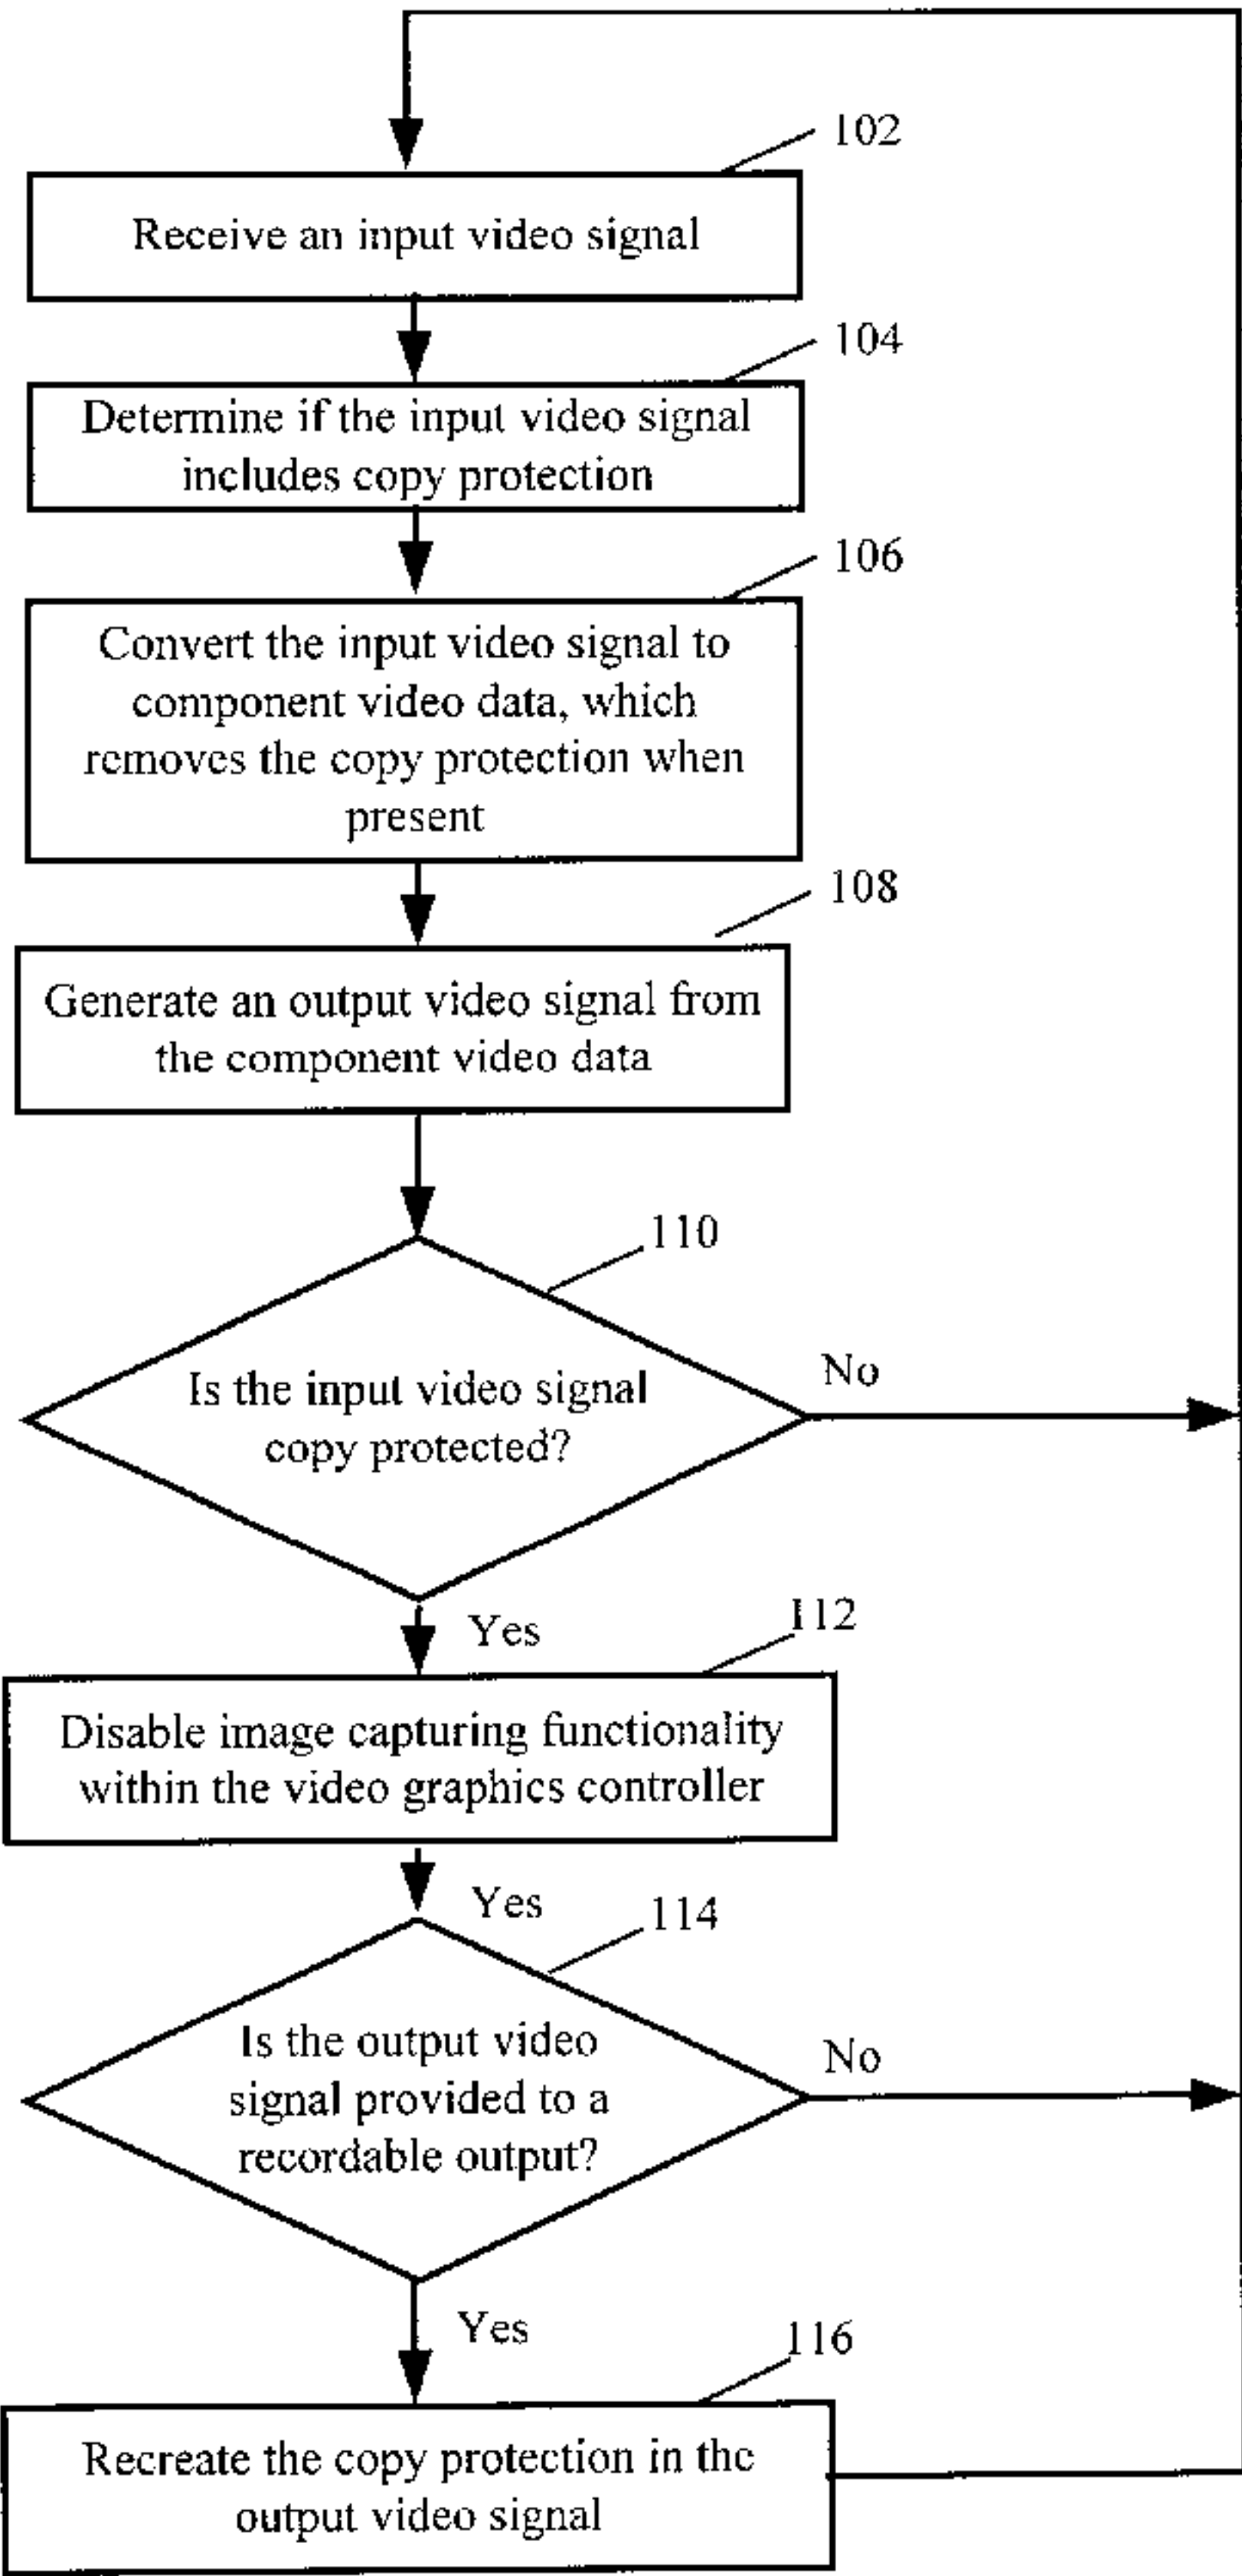 102
Receive an input video signal
104
Determine if the input video signal
includes copy protection
106
Convert the input video signal to
component video data, which
removes the copy protection when
present
108
Generate an output video signal from
the component video data
110
Is the input video signal
copy protected?
No
Yes
112
Disable image capturing functionality
within the video graphics controller
Yes
114
Is the output video
signal provided to a
recordable output?
No
Yes
116
Recreate the copy protection in the
output video signal